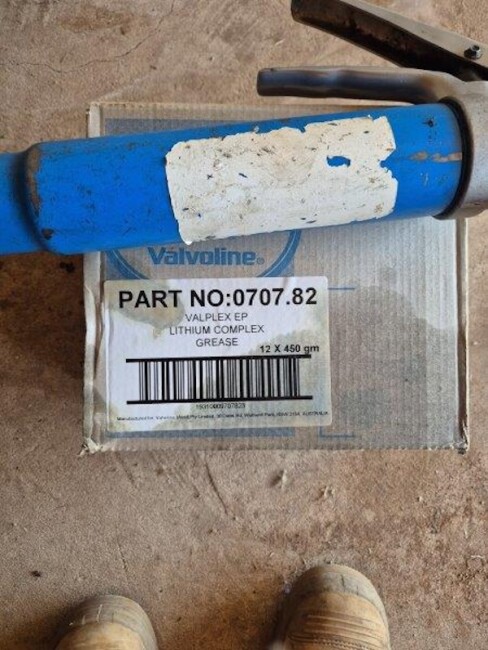 Valvoline®
PART NO:0707.82
VALPLEX EP
LITHIUM COMPLEX
GREASE
12 X 450 gm